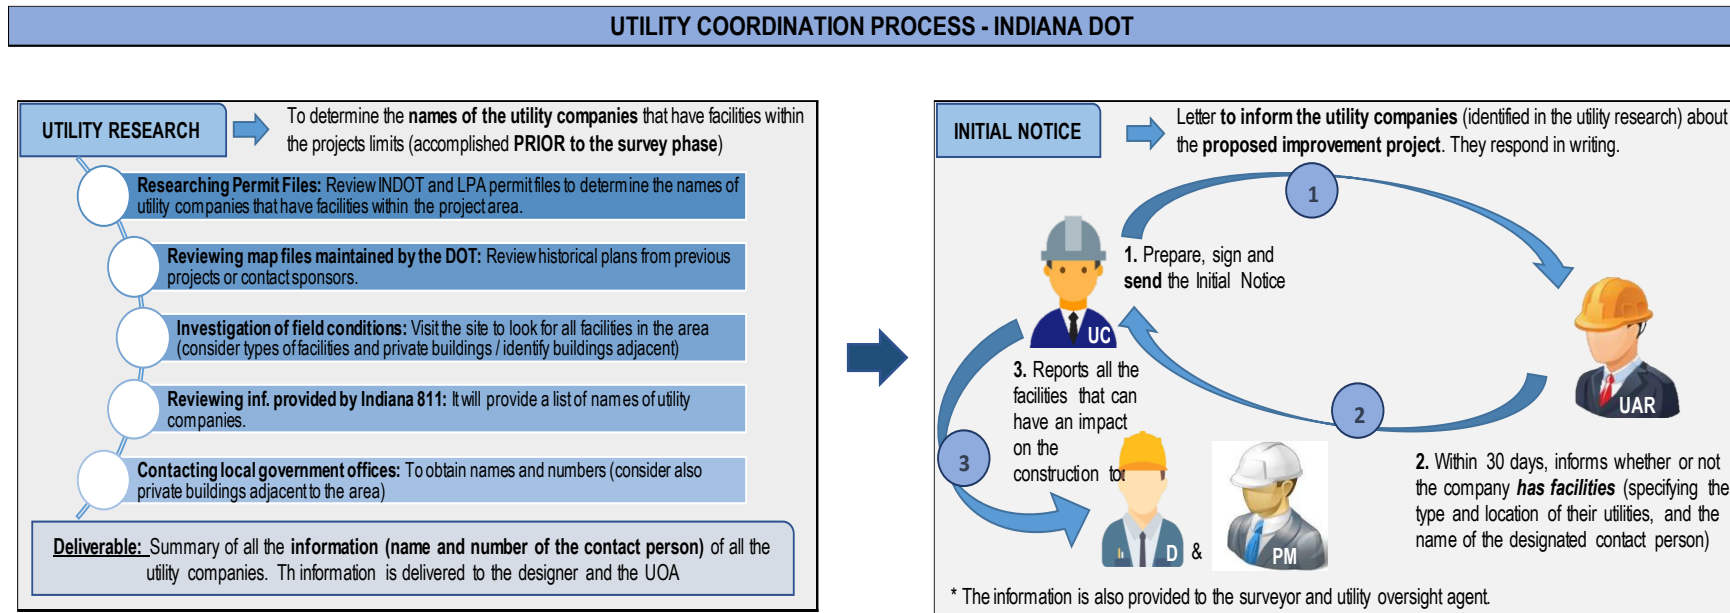 UTILITY COORDINATION PROCESS - INDIANA DOT
UTILITY RESEARCH
To determine the names of the utility companies that have facilities within
the projects limits (accomplished PRIOR to the survey phase)
Researching Permit Files: Review INDOT and LPA permit files to determine the names of
utility companies that have facilities within the project area.
Reviewing map files maintained by the DOT: Review historical plans from previous
projects or contact sponsors.
Investigation of field conditions: Visit the site to look for all facilities in the area
(consider types of facilities and private buildings / identify buildings adjacent)
Reviewing inf. provided by Indiana 811: It will provide a list of names of utility
companies.
Contacting local government offices: To obtain names and numbers (consider also
private buildings adjacent to the area)
Deliverable: Summary of all the information (name and number of the contact person) of all the
utility companies. Th information is delivered to the designer and the UOA
INITIAL NOTICE
Letter to inform the utility companies (identified in the utility research) about
the proposed improvement project. They respond in writing.
1
1. Prepare, sign and
send the Initial Notice
UC
UAR
2
3. Reports all the
facilities that can
have an impact
on the
construction to:
3
D & PM
2. Within 30 days, informs whether or not
the company has facilities (specifying the
type and location of their utilities, and the
name of the designated contact person)
* The information is also provided to the surveyor and utility oversight agent.